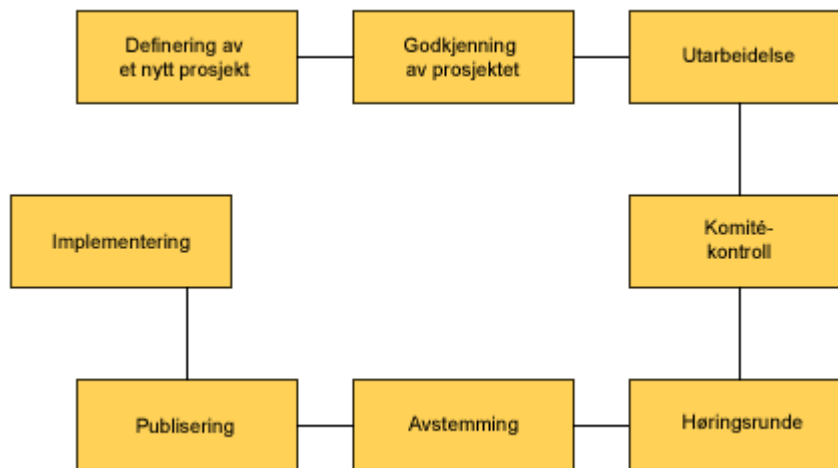 Definering av
et nytt prosjekt
Godkjenning
av prosjektet
Utarbeidelse
Komité-
kontroll
Høringsrunde
Avstemming
Publisering
Implementering